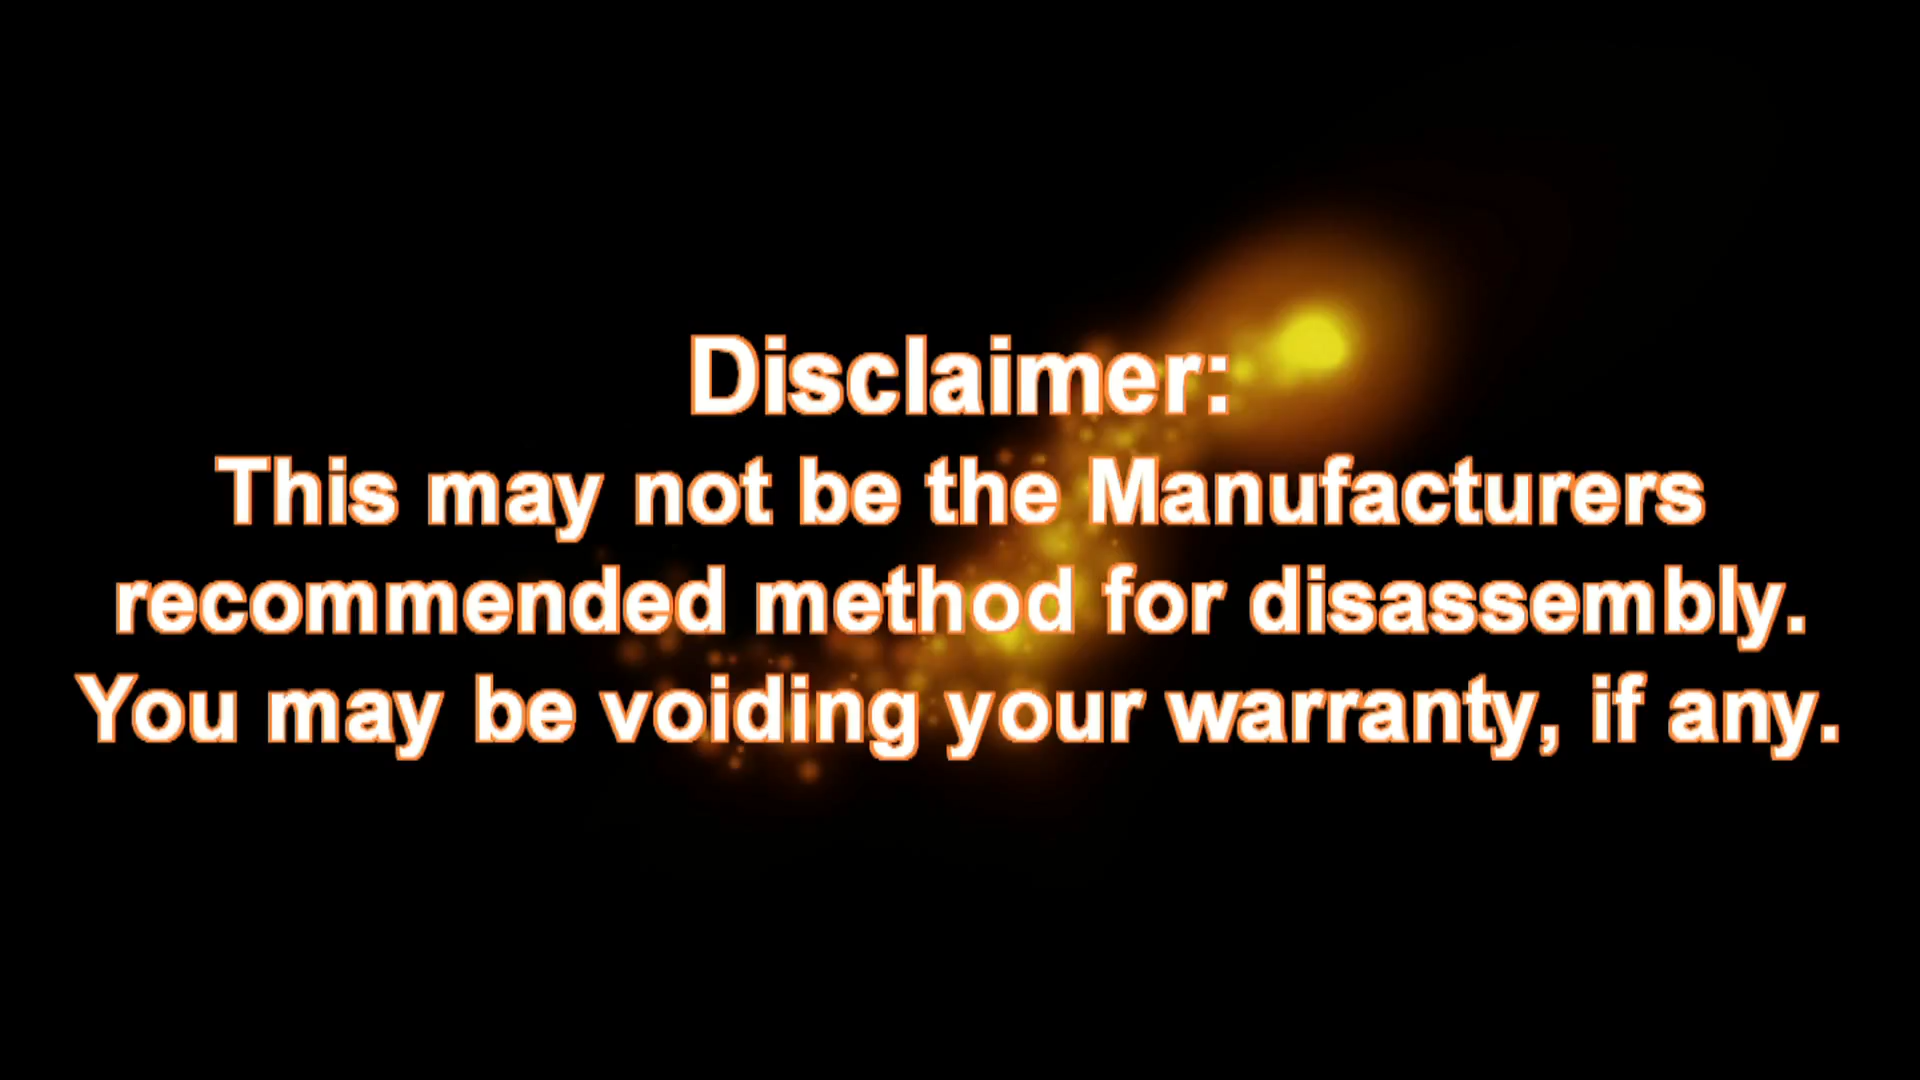 Disclaimer:
This may not be the Manufacturers
recommended method for disassembly.
You may be voiding your warranty, if any.